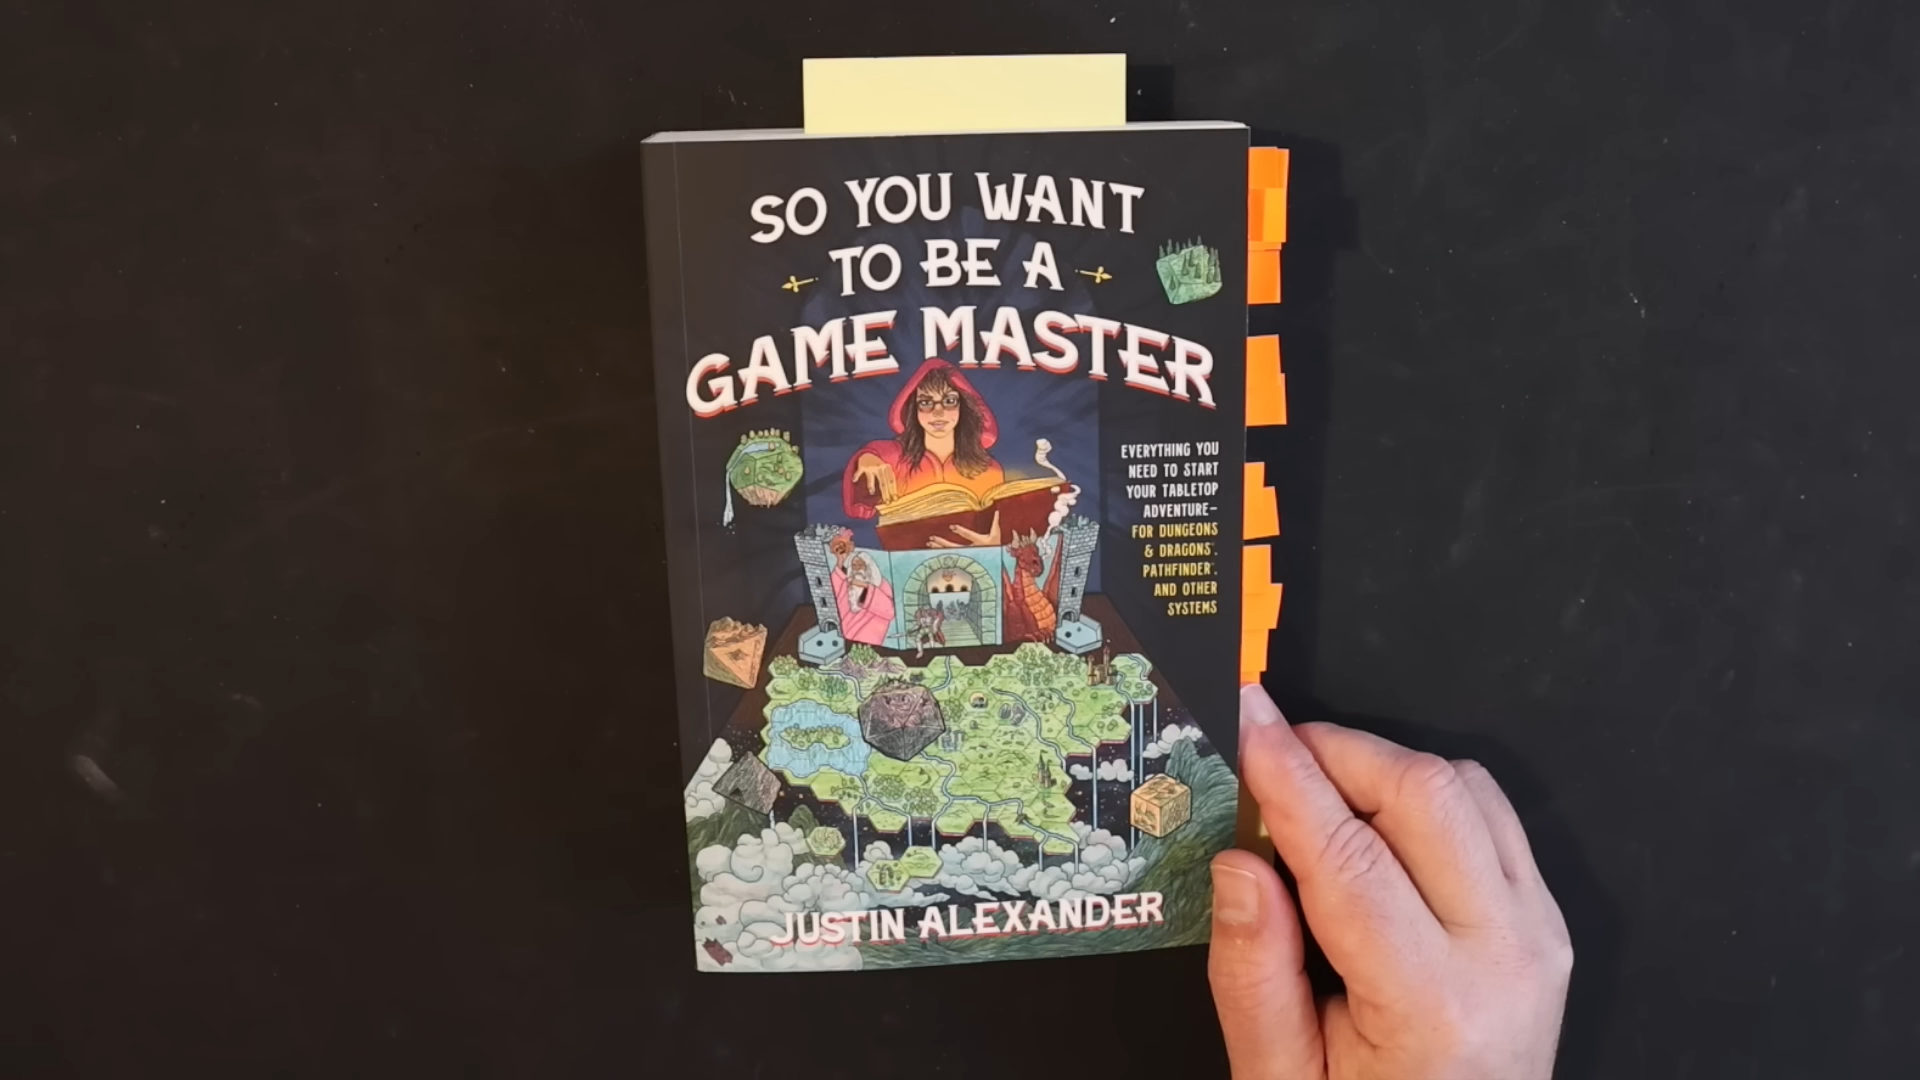 SO YOU WANT
TO BE A
GAME MASTER
EVERYTHING YOU
NEED TO START
YOUR TABLETOP
ADVENTURE–
FOR DUNGEONS
& DRAGONS®,
PATHFINDER®,
AND OTHER
SYSTEMS
JUSTIN ALEXANDER